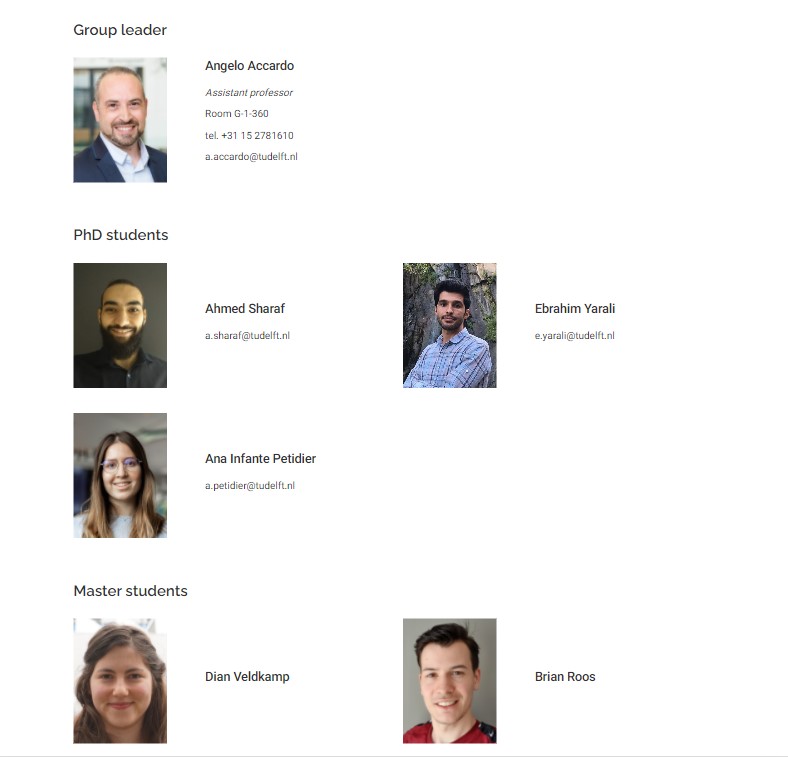 Group leader
Angelo Accardo
Assistant professor
Room G-1-360
tel. +31 15 2781610
a.accardo@tudelft.nl
PhD students
Ahmed Sharaf
a.sharaf@tudelft.nl
Ebrahim Yarali
e.yarali@tudelft.nl
Ana Infante Petidier
a.petidier@tudelft.nl
Master students
Dian Veldkamp
Brian Roos